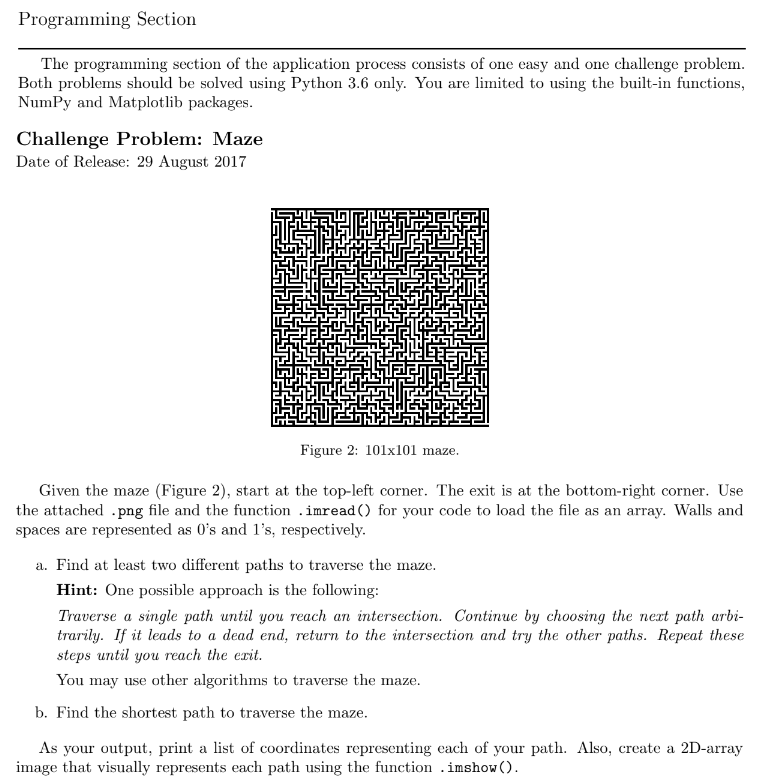 Programming Section
The programming section of the application process consists of one easy and one challenge problem.
Both problems should be solved using Python 3.6 only. You are limited to using the built-in functions,
NumPy and Matplotlib packages.
Challenge Problem: Maze
Date of Release: 29 August 2017
Figure 2: 101x101 maze.
Given the maze (Figure 2), start at the top-left corner. The exit is at the bottom-right corner. Use
the attached .png file and the function .imread() for your code to load the file as an array. Walls and
spaces are represented as 0's and 1's, respectively.
a. Find at least two different paths to traverse the maze.
Hint: One possible approach is the following:
Traverse a single path until you reach an intersection. Continue by choosing the next path arbi-
trarily. If it leads to a dead end, return to the intersection and try the other paths. Repeat these
steps until you reach the exit.
You may use other algorithms to traverse the maze.
b. Find the shortest path to traverse the maze.
As your output, print a list of coordinates representing each of your path. Also, create a 2D-array
image that visually represents each path using the function .imshow().